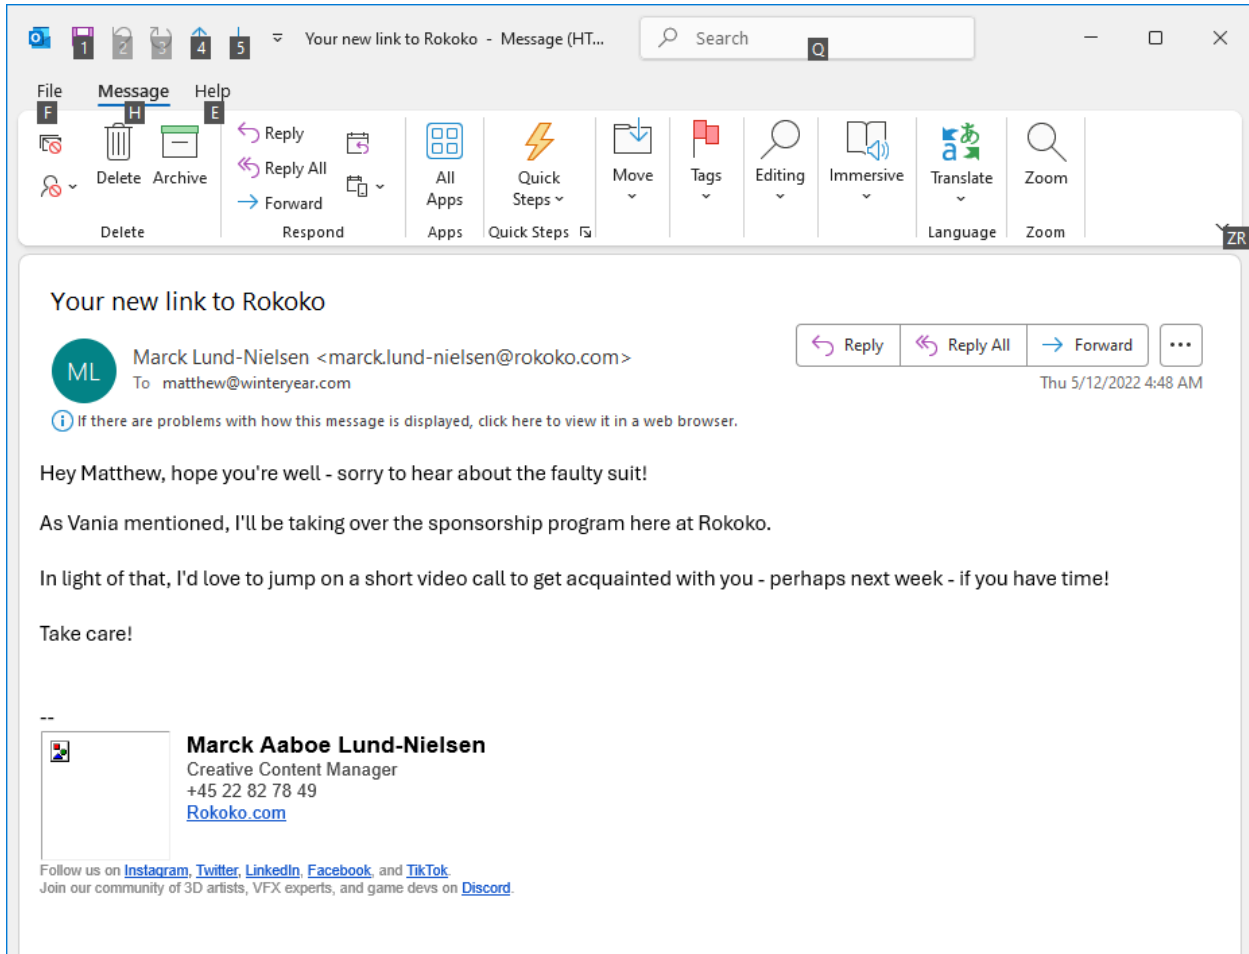 1 2 3 4 5 Your new link to Rokoko - Message (HT... Search Q
File Message Help
F H E
Delete Archive Reply Reply All Forward All Apps Quick Steps Move Tags Editing Immersive Translate Zoom
Delete Respond Apps Quick Steps Language Zoom ZR
Your new link to Rokoko
ML
Marck Lund-Nielsen <marck.lund-nielsen@rokoko.com>
Reply Reply All Forward
To matthew@winteryear.com
Thu 5/12/2022 4:48 AM
If there are problems with how this message is displayed, click here to view it in a web browser.
Hey Matthew, hope you're well - sorry to hear about the faulty suit!
As Vania mentioned, I'll be taking over the sponsorship program here at Rokoko.
In light of that, I'd love to jump on a short video call to get acquainted with you - perhaps next week - if you have time!
Take care!
--
Marck Aaboe Lund-Nielsen
Creative Content Manager
+45 22 82 78 49
Rokoko.com
Follow us on Instagram, Twitter, LinkedIn, Facebook, and TikTok.
Join our community of 3D artists, VFX experts, and game devs on Discord.